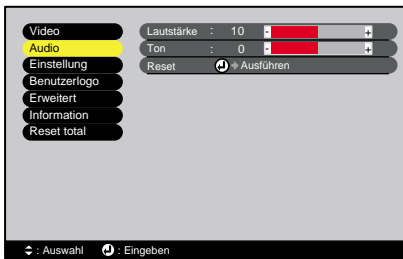 Video
Audio
Einstellung
Benutzerlogo
Erweitert
Information
Reset total
Lautstärke : 10 - +
Ton : 0 - +
Reset Ausführen
: Auswahl : Eingeben